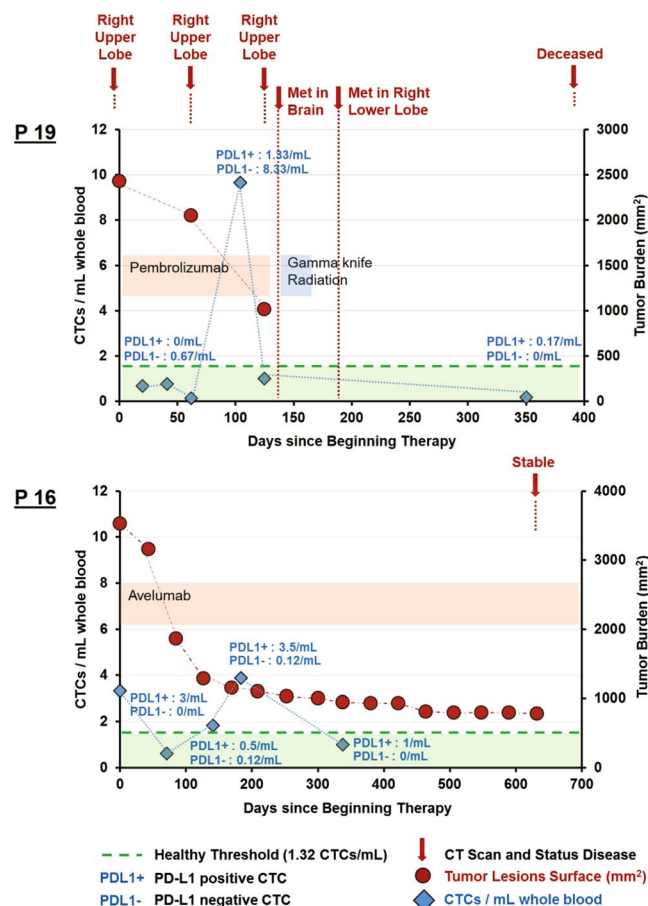 Right
Upper
Lobe
Right
Upper
Lobe
Right
Upper
Lobe
Deceased
Met in
Brain
Met in Right
Lower Lobe
P 19
12
10
8
6
4
2
0
CTCs / mL whole blood
PDL1+ : 1.33/mL
PDL1- : 8.33/mL
Pembrolizumab
Gamma knife
Radiation
PDL1+ : 0/mL
PDL1- : 0.67/mL
PDL1+ : 0.17/mL
PDL1- : 0/mL
3000
2500
2000
1500
1000
500
0
Tumor Burden (mm²)
0 50 100 150 200 250 300 350 400
Days since Beginning Therapy
Stable
P 16
12
10
8
6
4
2
0
CTCs / mL whole blood
Avelumab
PDL1+ : 3.5/mL
PDL1- : 0.12/mL
PDL1+ : 3/mL
PDL1- : 0/mL
PDL1+ : 0.5/mL
PDL1- : 0.12/mL
PDL1+ : 1/mL
PDL1- : 0/mL
4000
3000
2000
1000
0
Tumor Burden (mm²)
0 100 200 300 400 500 600 700
Days since Beginning Therapy
Healthy Threshold (1.32 CTCs/mL)
PDL1+ PD-L1 positive CTC
PDL1- PD-L1 negative CTC
CT Scan and Status Disease
Tumor Lesions Surface (mm²)
CTCs / mL whole blood